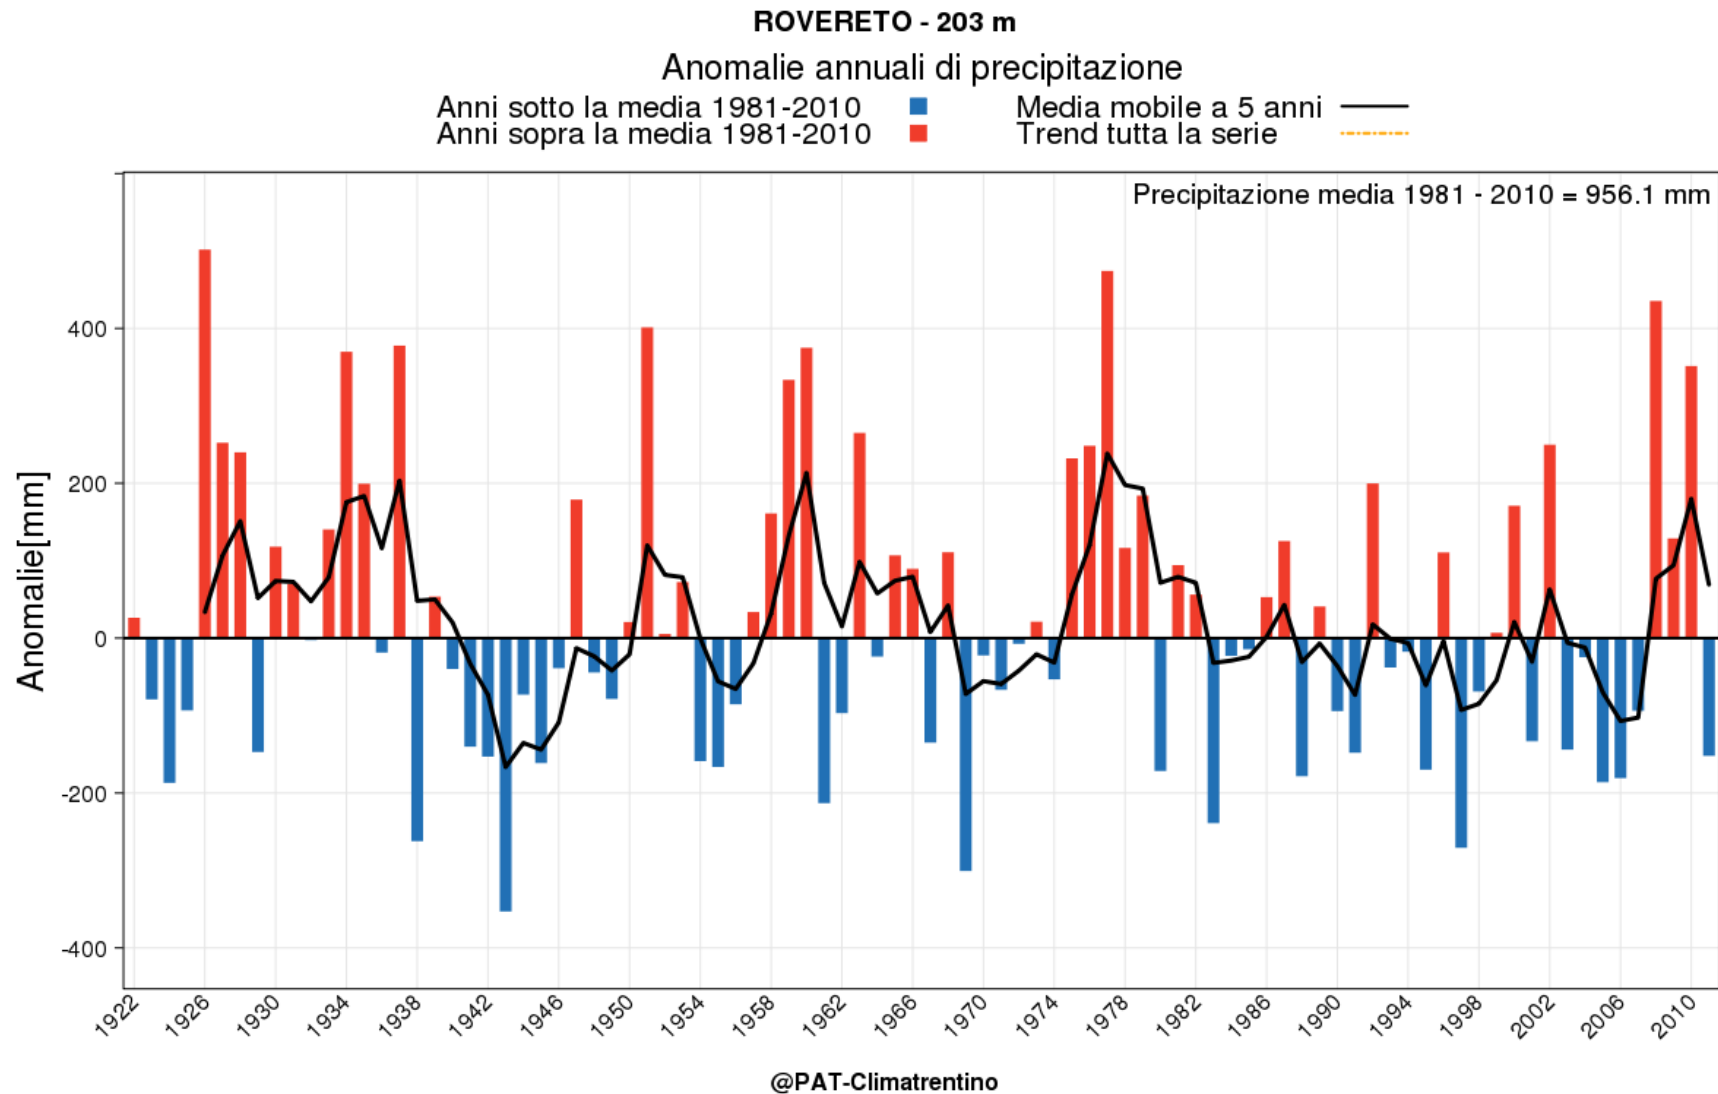 ROVERETO - 203 m
Anomalie annuali di precipitazione
Anni sotto la media 1981-2010
Media mobile a 5 anni
Anni sopra la media 1981-2010
Trend tutta la serie
Precipitazione media 1981 - 2010 = 956.1 mm
Anomalie[mm]
400
200
0
-200
-400
1922 1926 1930 1934 1938 1942 1946 1950 1954 1958 1962 1966 1970 1974 1978 1982 1986 1990 1994 1998 2002 2006 2010
@PAT-Climatrentino